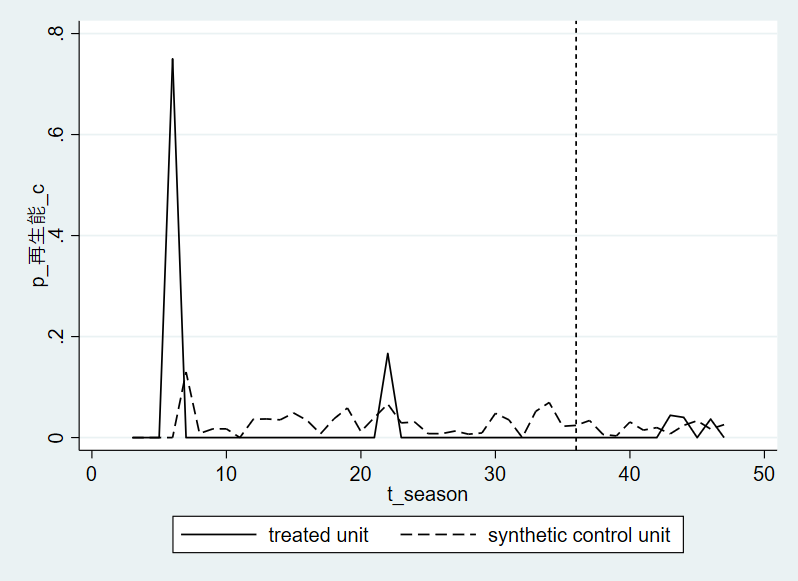 p_再生能_c
.8
.6
.4
.2
0
0 10 20 30 40 50
t_season
treated unit synthetic control unit